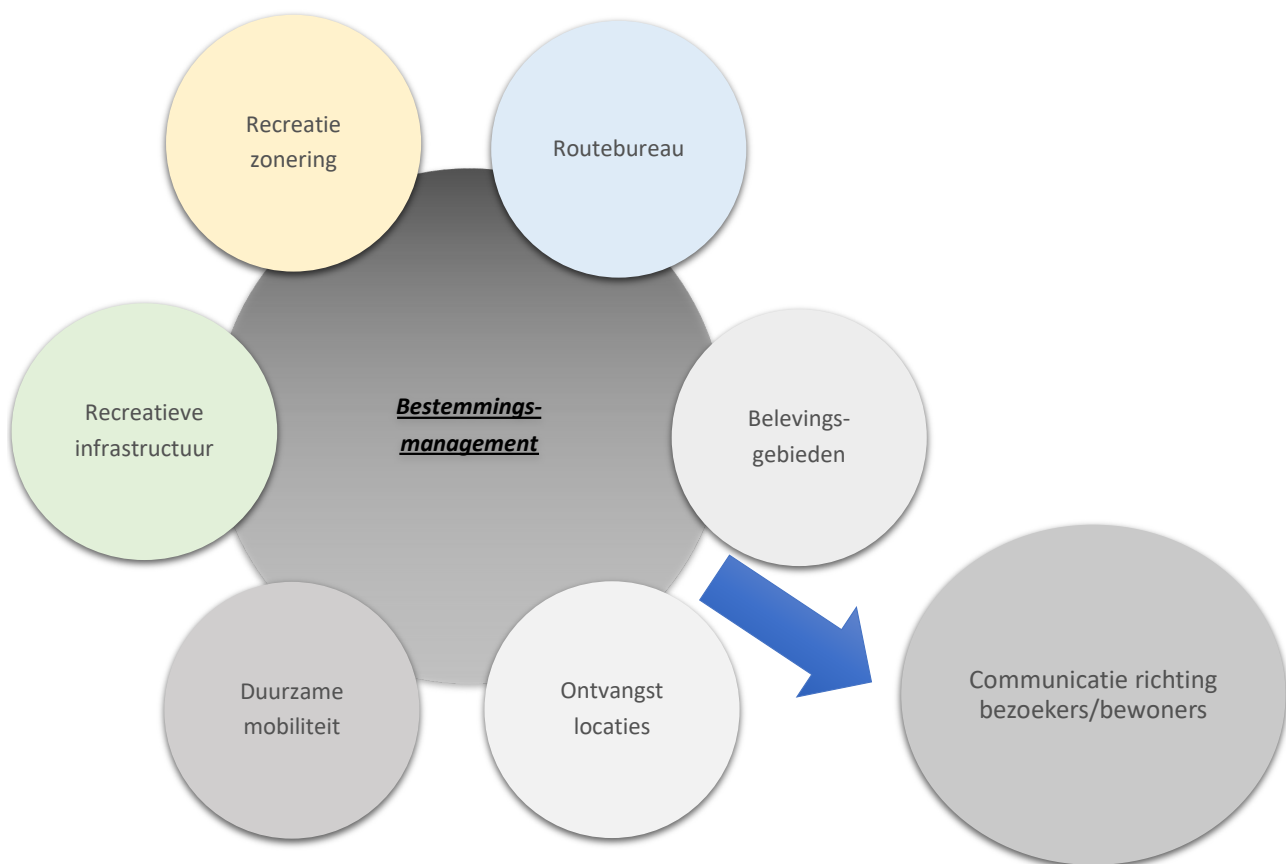 Recreatie
zonering
Routebureau
Recreatieve
infrastructuur
Bestemmings-
management
Belevings-
gebieden
Duurzame
mobiliteit
Ontvangst
locaties
Communicatie richting
bezoekers/bewoners